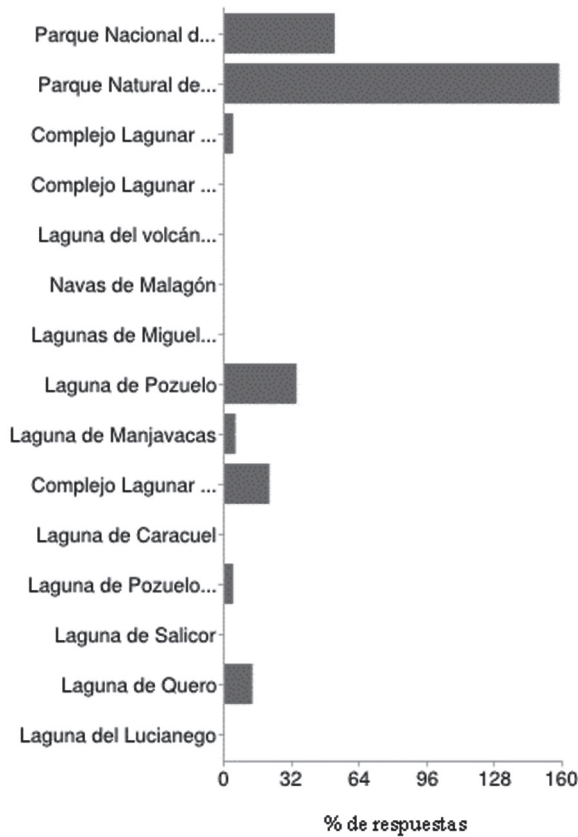 Parque Nacional d...
Parque Natural de...
Complejo Lagunar ...
Complejo Lagunar ...
Laguna del volcán...
Navas de Malagón
Lagunas de Miguel...
Laguna de Pozuelo
Laguna de Manjavacas
Complejo Lagunar ...
Laguna de Caracuel
Laguna de Pozuelo...
Laguna de Salicor
Laguna de Quero
Laguna del Lucianego
0 32 64 96 128 160
% de respuestas